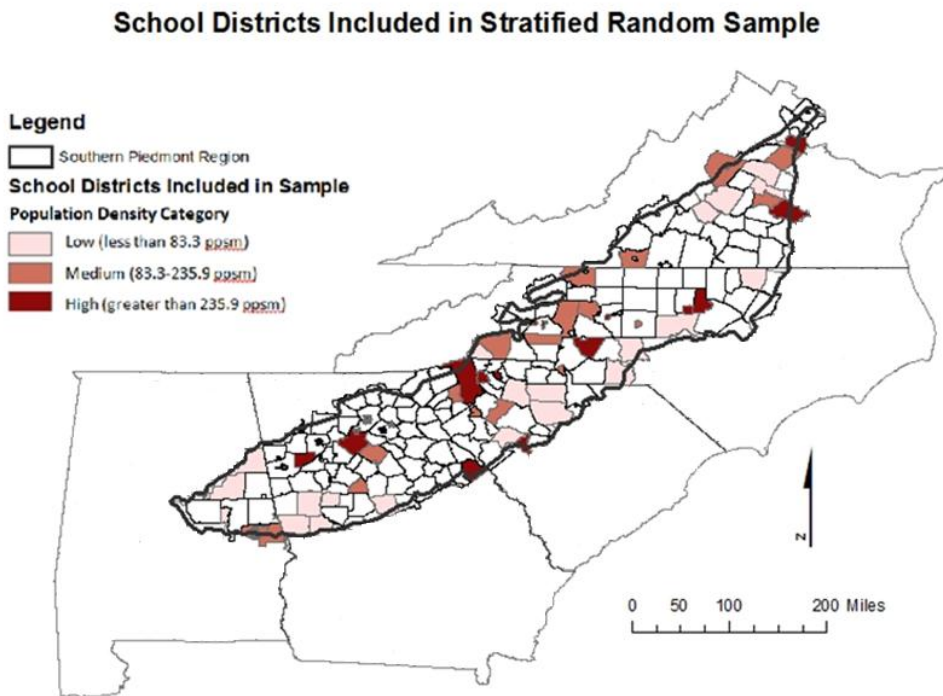 School Districts Included in Stratified Random Sample
Legend
Southern Piedmont Region
School Districts Included in Sample
Population Density Category
Low (less than 83.3 ppsm)
Medium (83.3-235.9 ppsm)
High (greater than 235.9 ppsm)
N
0 50 100 200 Miles